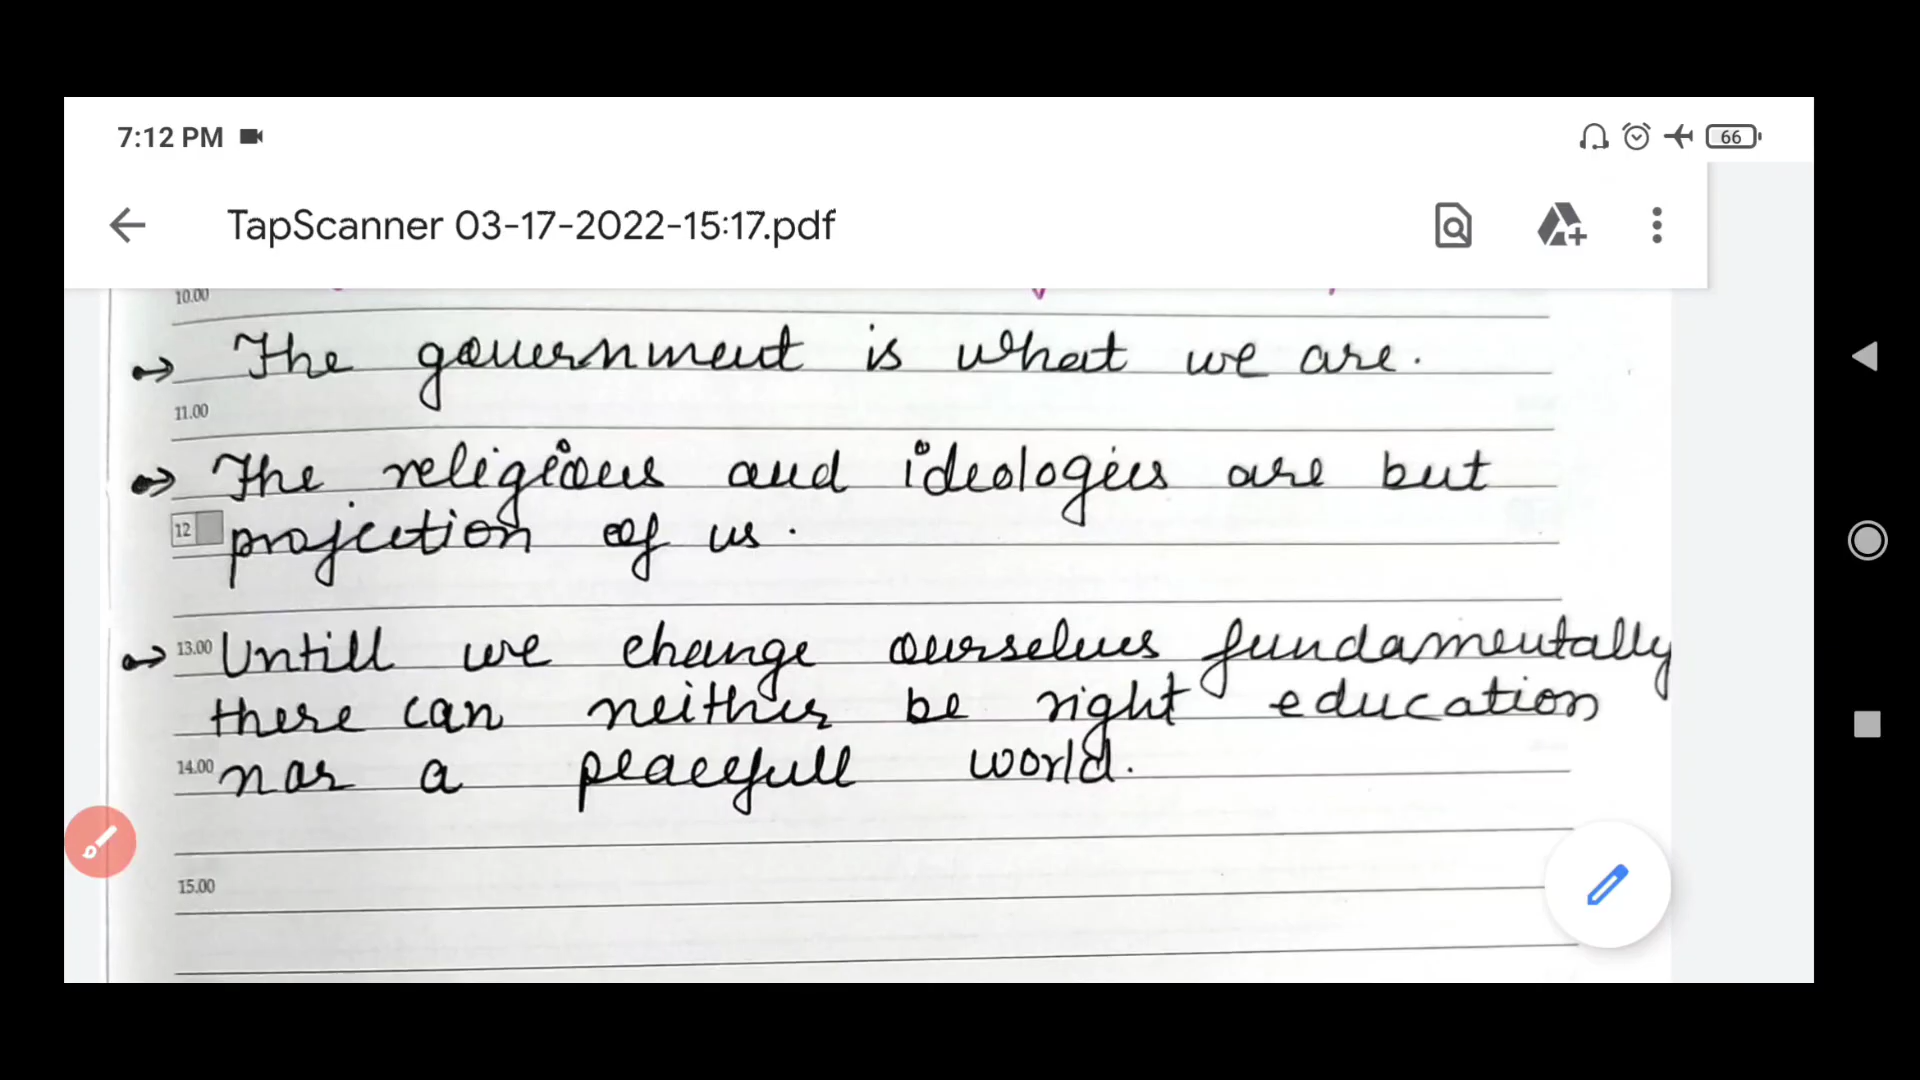 7:12 PM
66
TapScanner 03-17-2022-15:17.pdf
10.00
→ The government is what we are.
11.00
→ The religious and ideologies are but
12 projection of us.
→ 13.00 Untill we change ourselves fundamentally
there can neither be right education
14.00 nor a peacefull world.
15.00